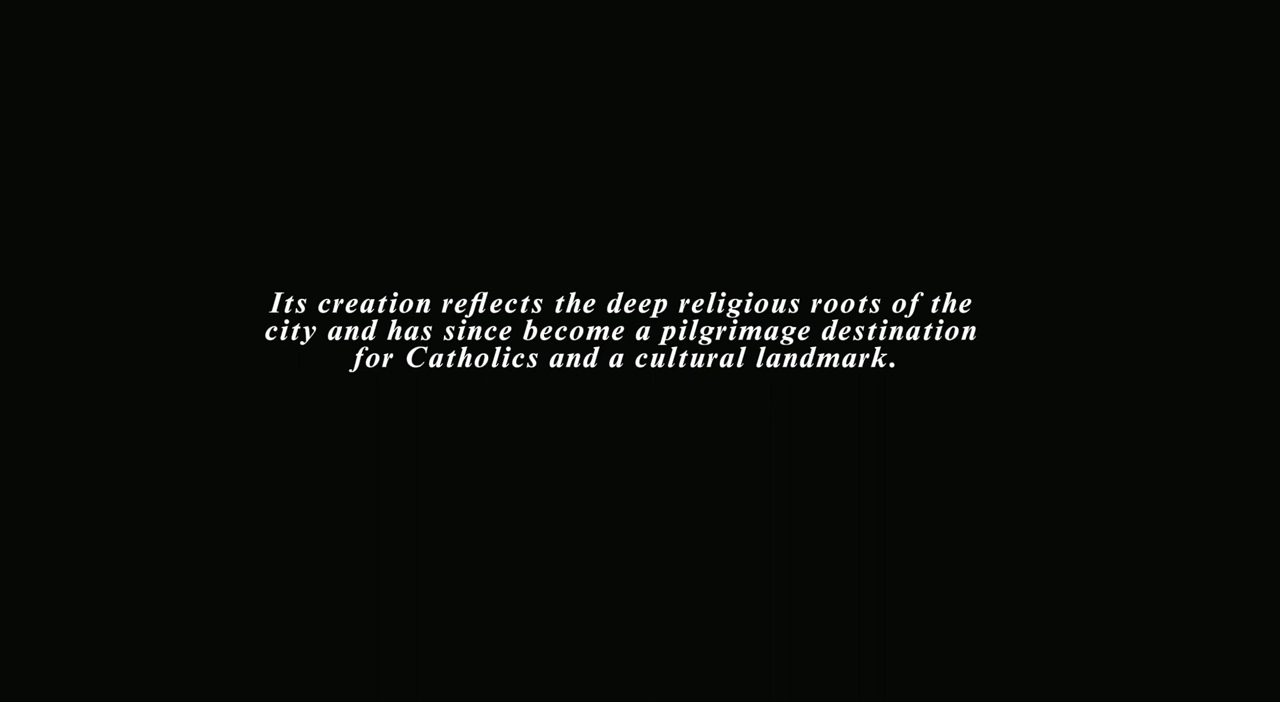 Its creation reflects the deep religious roots of the
city and has since become a pilgrimage destination
for Catholics and a cultural landmark.